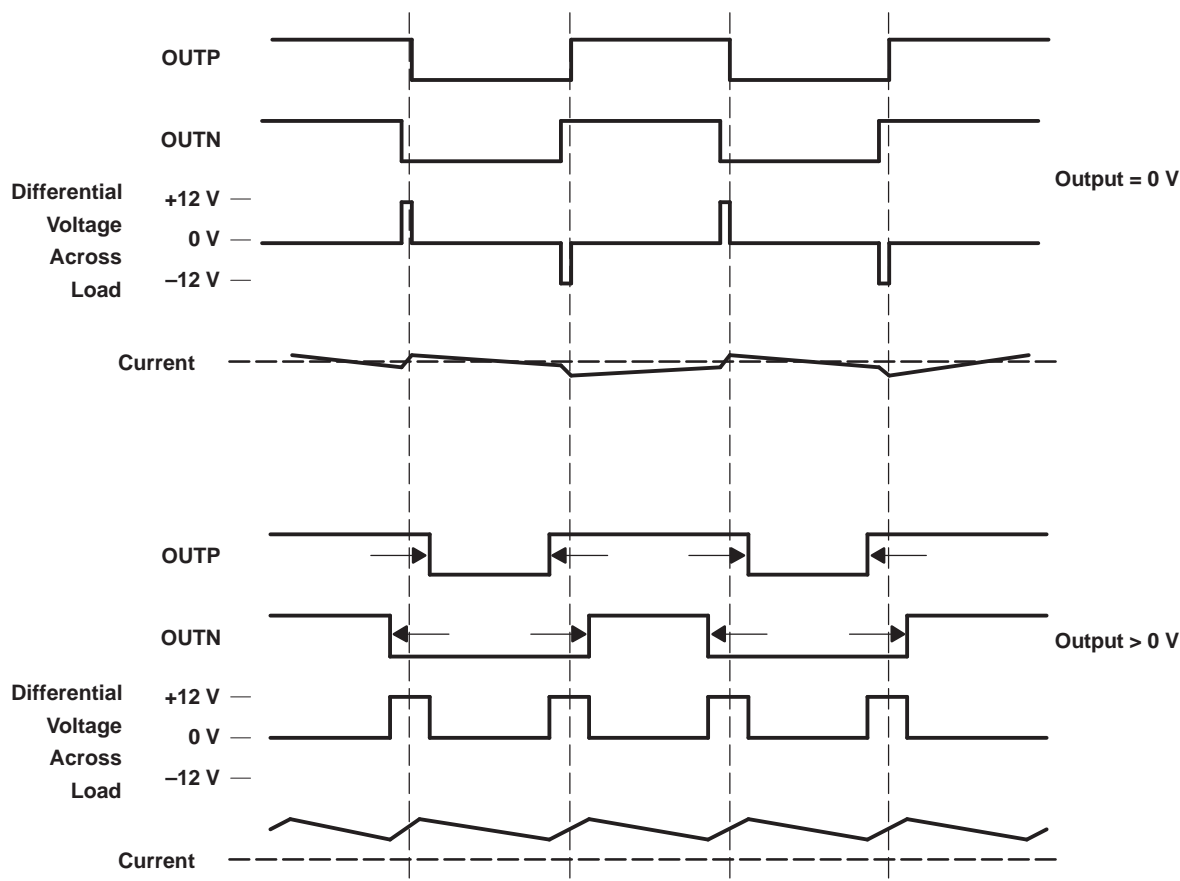 OUTP
OUTN
Output = 0 V
Differential
Voltage
Across
Load
+12 V
0 V
–12 V
Current
OUTP
OUTN
Output > 0 V
Differential
Voltage
Across
Load
+12 V
0 V
–12 V
Current